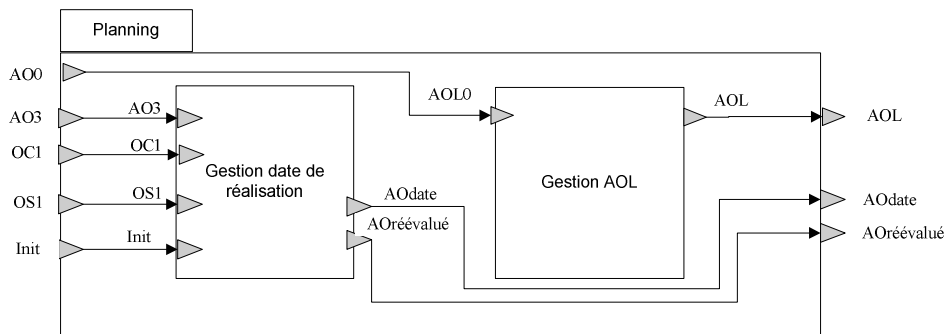 Planning
AO0
AO3
OC1
OS1
Init
AO3
OC1
OS1
Init
Gestion date de
réalisation
AOdate
AOréévalué
AOL0
Gestion AOL
AOL
AOL
AOdate
AOréévalué